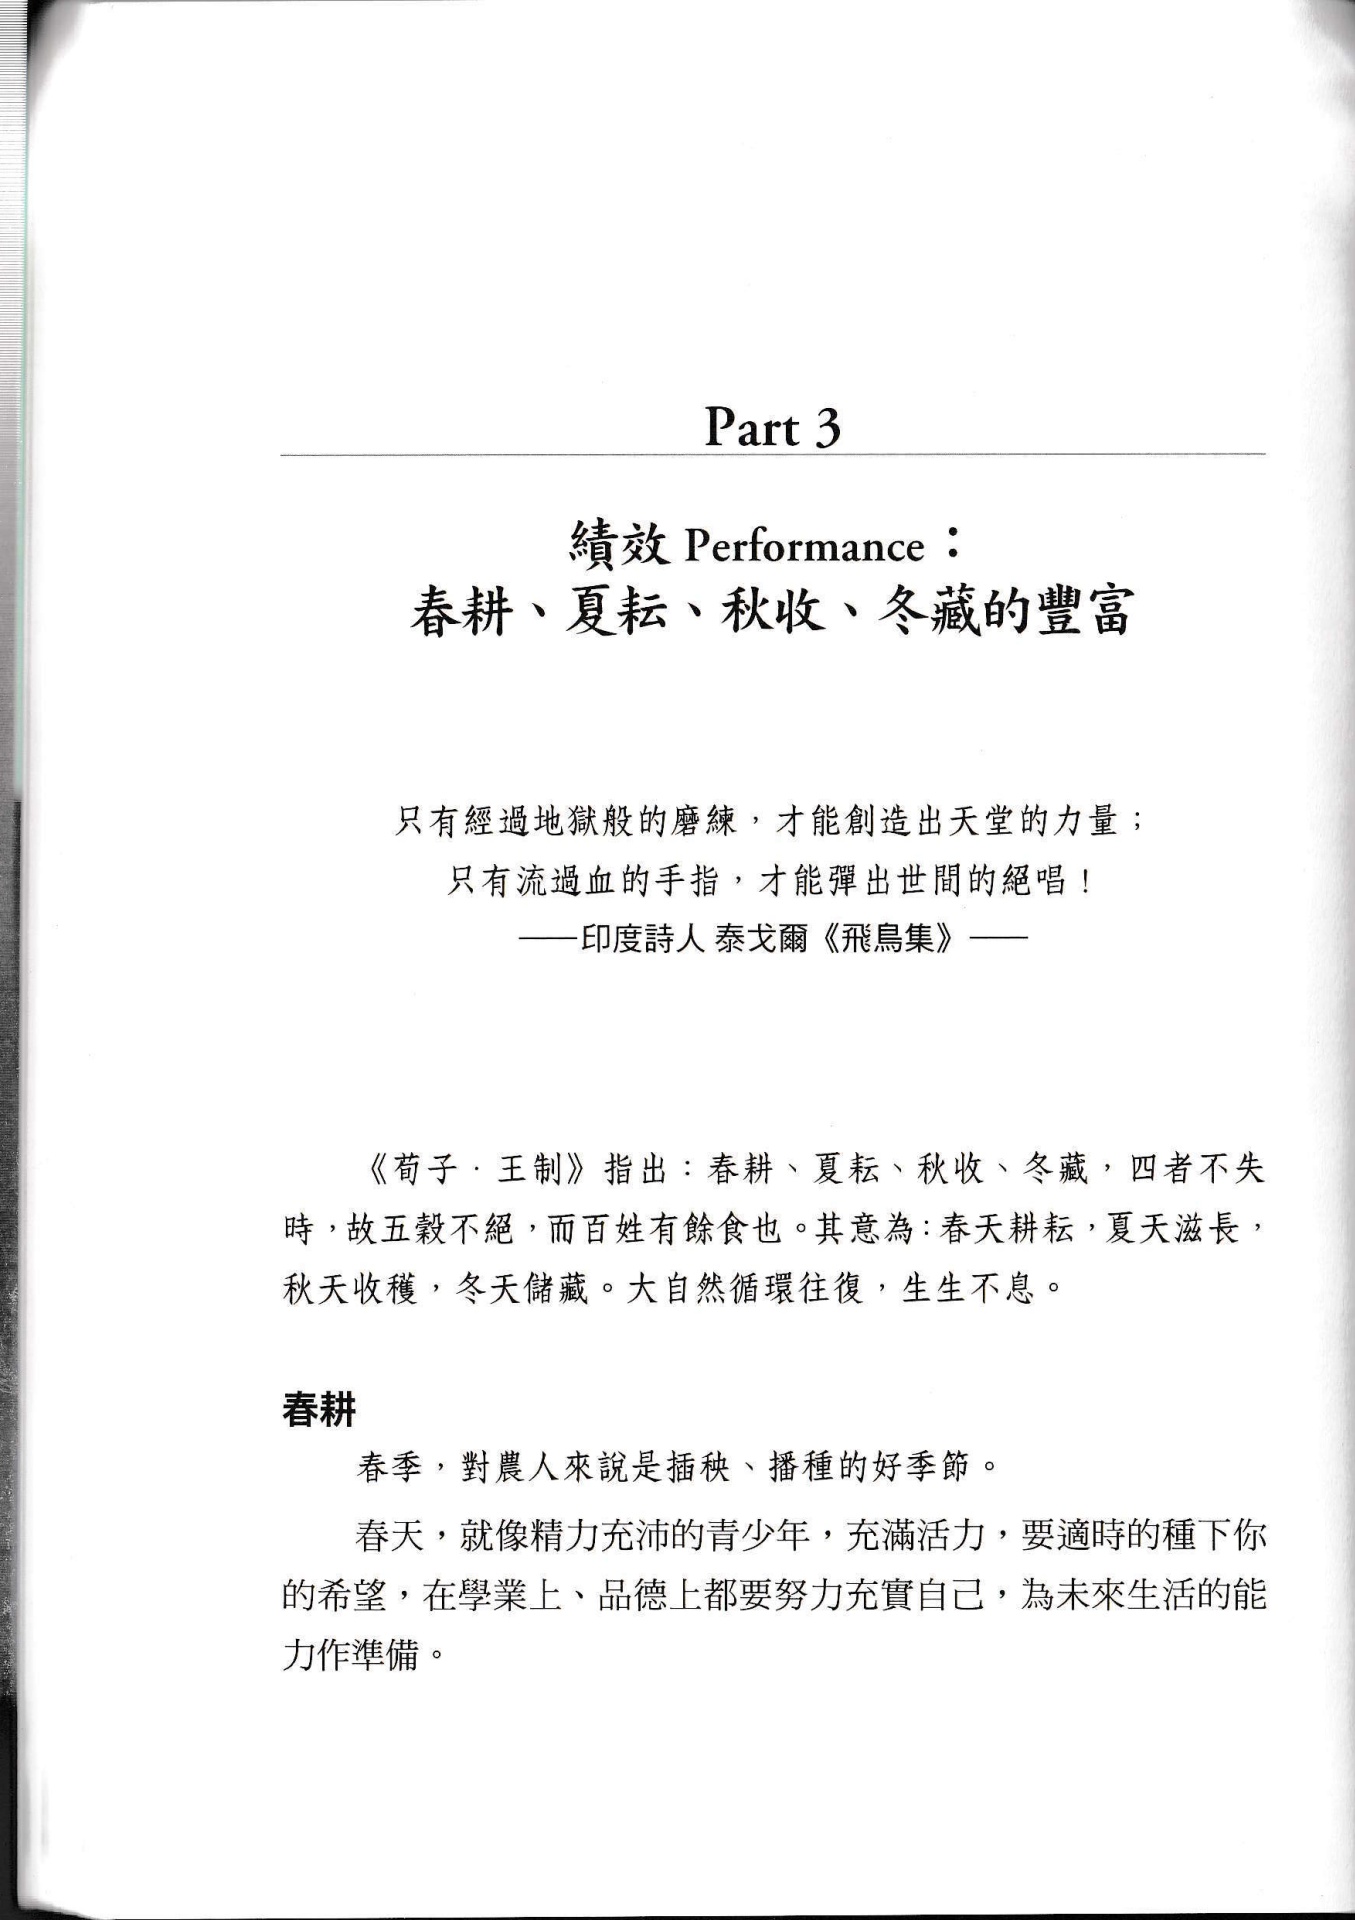 Part 3
績效 Performance：
春耕、夏耘、秋收、冬藏的豐富
只有經過地獄般的磨練，才能創造出天堂的力量；
只有流過血的手指，才能彈出世間的絕唱！
──印度詩人 泰戈爾《飛鳥集》──
《荀子．王制》指出：春耕、夏耘、秋收、冬藏，四者不失
時，故五穀不絕，而百姓有餘食也。其意為：春天耕耘，夏天滋長，
秋天收穫，冬天儲藏。大自然循環往復，生生不息。
春耕
春季，對農人來說是插秧、播種的好季節。
春天，就像精力充沛的青少年，充滿活力，要適時的種下你
的希望，在學業上、品德上都要努力充實自己，為未來生活的能
力作準備。